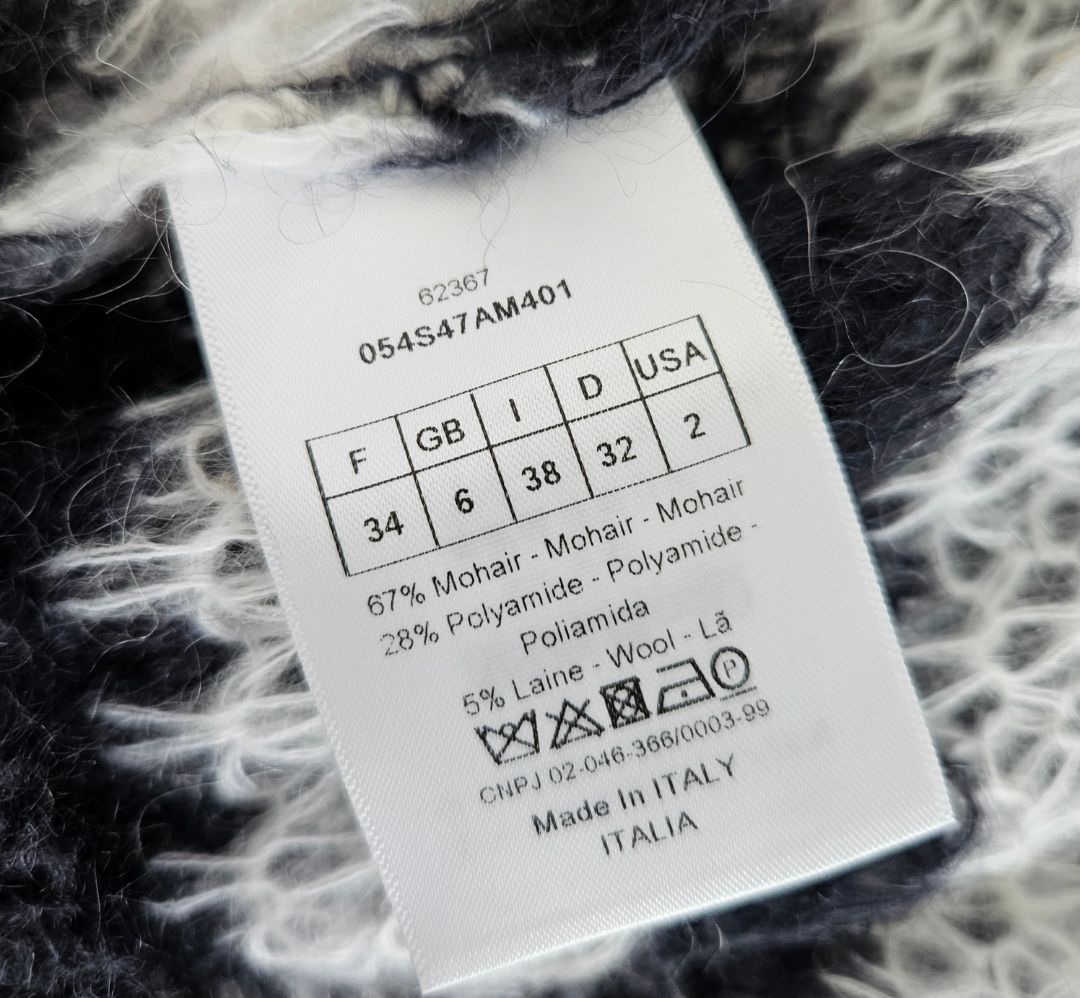 62367
054S47AM401
F GB I D USA
34 6 38 32 2
67% Mohair - Mohair - Mohair
28% Polyamide - Polyamide -
Poliamida
5% Laine - Wool - Lã
P
CNPJ 02-046-366/0003-99
Made In ITALY
ITALIA